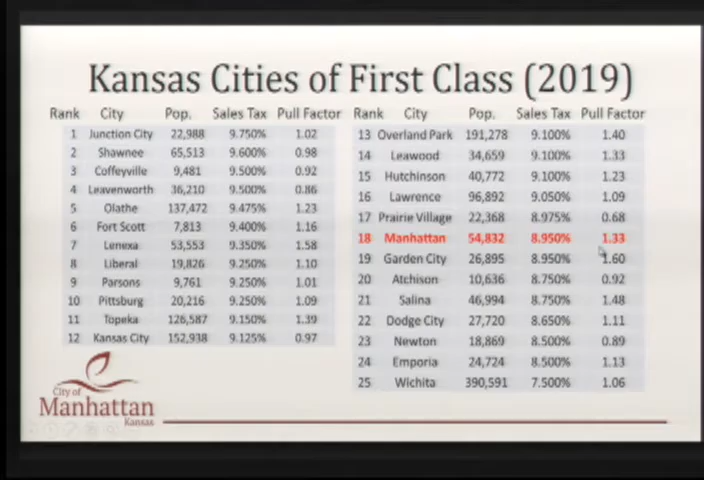 Kansas Cities of First Class (2019)
Rank City Pop. Sales Tax Pull Factor
1 Junction City 22,988 9.750% 1.02
2 Shawnee 65,513 9.600% 0.98
3 Coffeyville 9,481 9.500% 0.92
4 Leavenworth 36,210 9.500% 0.86
5 Olathe 137,472 9.475% 1.23
6 Fort Scott 7,813 9.400% 1.16
7 Lenexa 53,553 9.350% 1.58
8 Liberal 19,826 9.250% 1.10
9 Parsons 9,761 9.250% 1.01
10 Pittsburg 20,216 9.250% 1.09
11 Topeka 126,587 9.150% 1.39
12 Kansas City 152,938 9.125% 0.97
Rank City Pop. Sales Tax Pull Factor
13 Overland Park 191,278 9.100% 1.40
14 Leawood 34,659 9.100% 1.33
15 Hutchinson 40,772 9.100% 1.23
16 Lawrence 96,892 9.050% 1.09
17 Prairie Village 22,368 8.975% 0.68
18 Manhattan 54,832 8.950% 1.33
19 Garden City 26,895 8.950% 1.60
20 Atchison 10,636 8.750% 0.92
21 Salina 46,994 8.750% 1.48
22 Dodge City 27,720 8.650% 1.11
23 Newton 18,869 8.500% 0.89
24 Emporia 24,724 8.500% 1.13
25 Wichita 390,591 7.500% 1.06
City of
Manhattan
Kansas